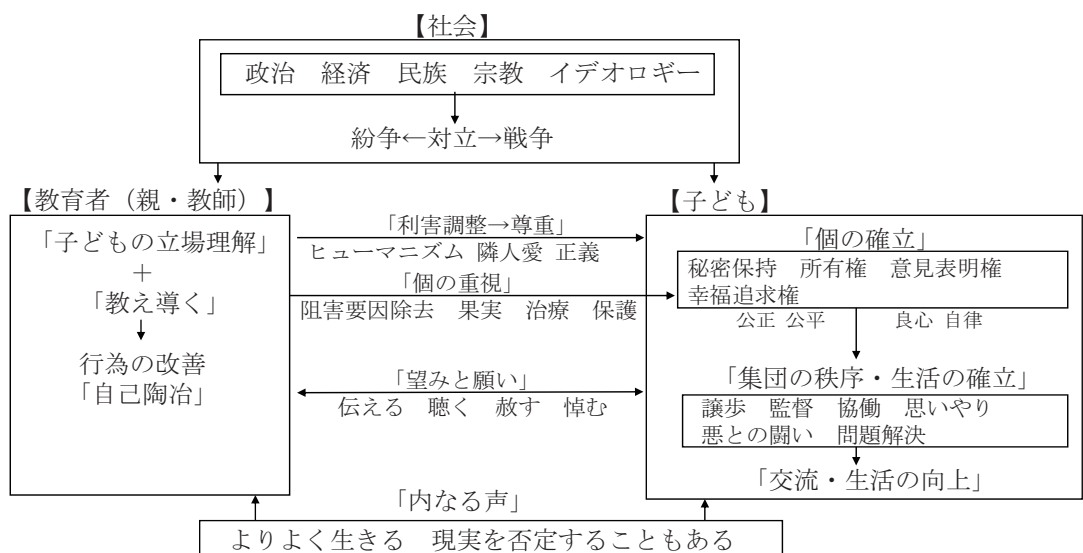 【社会】
政治 経済 民族 宗教 イデオロギー
紛争←対立→戦争
【教育者（親・教師）】
「子どもの立場理解」
＋
「教え導く」
行為の改善
「自己陶冶」
「利害調整→尊重」
ヒューマニズム 隣人愛 正義
「個の重視」
阻害要因除去 果実 治療 保護
「望みと願い」
伝える 聴く 赦す 悼む
【子ども】
「個の確立」
秘密保持 所有権 意見表明権
幸福追求権
公正 公平 良心 自律
「集団の秩序・生活の確立」
譲歩 監督 協働 思いやり
悪との闘い 問題解決
「交流・生活の向上」
「内なる声」
よりよく生きる 現実を否定することもある